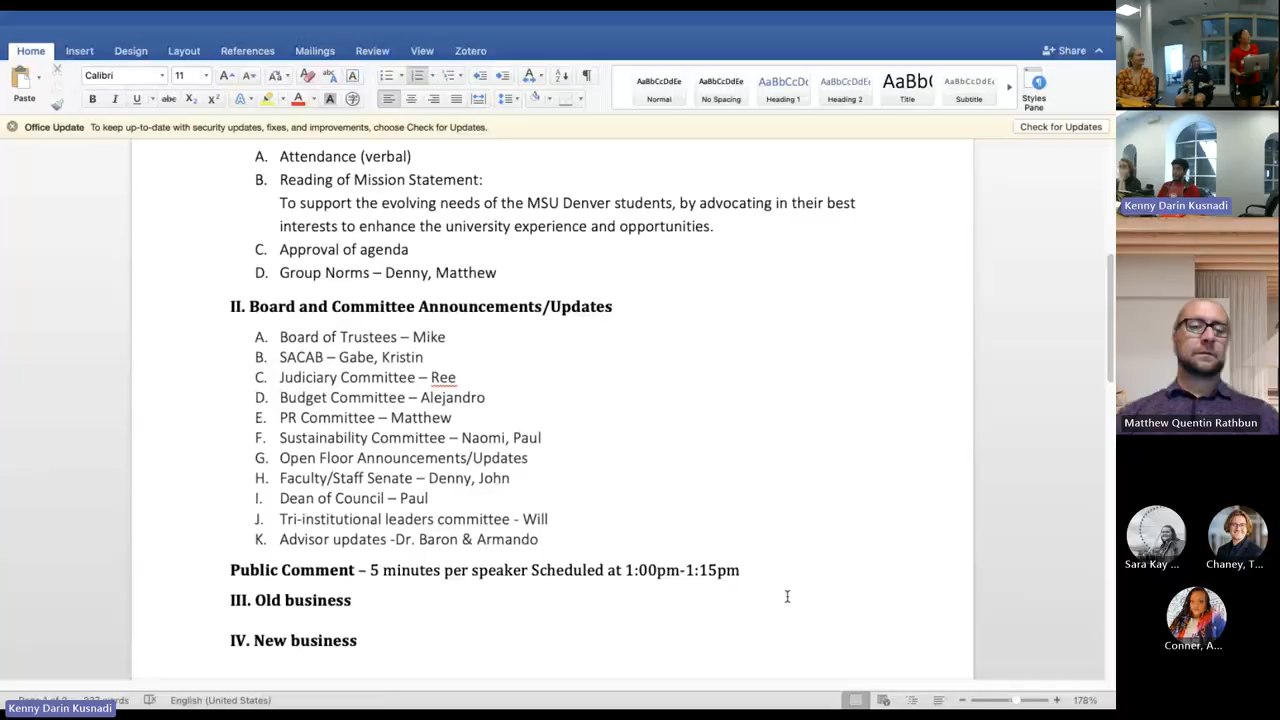 Home Insert Design Layout References Mailings Review View Zotero Share
Paste Calibri 11 AaBbCcDdEe AaBbCcDdEe AaBbCcDc AaBbCcDdEe AaBb( AaBbCcDdEe
Normal No Spacing Heading 1 Heading 2 Title Subtitle Styles Pane
Office Update To keep up-to-date with security updates, fixes, and improvements, choose Check for Updates. Check for Updates
A. Attendance (verbal)
B. Reading of Mission Statement:
To support the evolving needs of the MSU Denver students, by advocating in their best
interests to enhance the university experience and opportunities.
C. Approval of agenda
D. Group Norms – Denny, Matthew
II. Board and Committee Announcements/Updates
A. Board of Trustees – Mike
B. SACAB – Gabe, Kristin
C. Judiciary Committee – Ree
D. Budget Committee – Alejandro
E. PR Committee – Matthew
F. Sustainability Committee – Naomi, Paul
G. Open Floor Announcements/Updates
H. Faculty/Staff Senate – Denny, John
I. Dean of Council – Paul
J. Tri-institutional leaders committee - Will
K. Advisor updates -Dr. Baron & Armando
Public Comment – 5 minutes per speaker Scheduled at 1:00pm-1:15pm
III. Old business
IV. New business
English (United States) 178%
Kenny Darin Kusnadi
Kenny Darin Kusnadi
Matthew Quentin Rathbun
Sara Kay ... Chaney, T...
Conner, A...